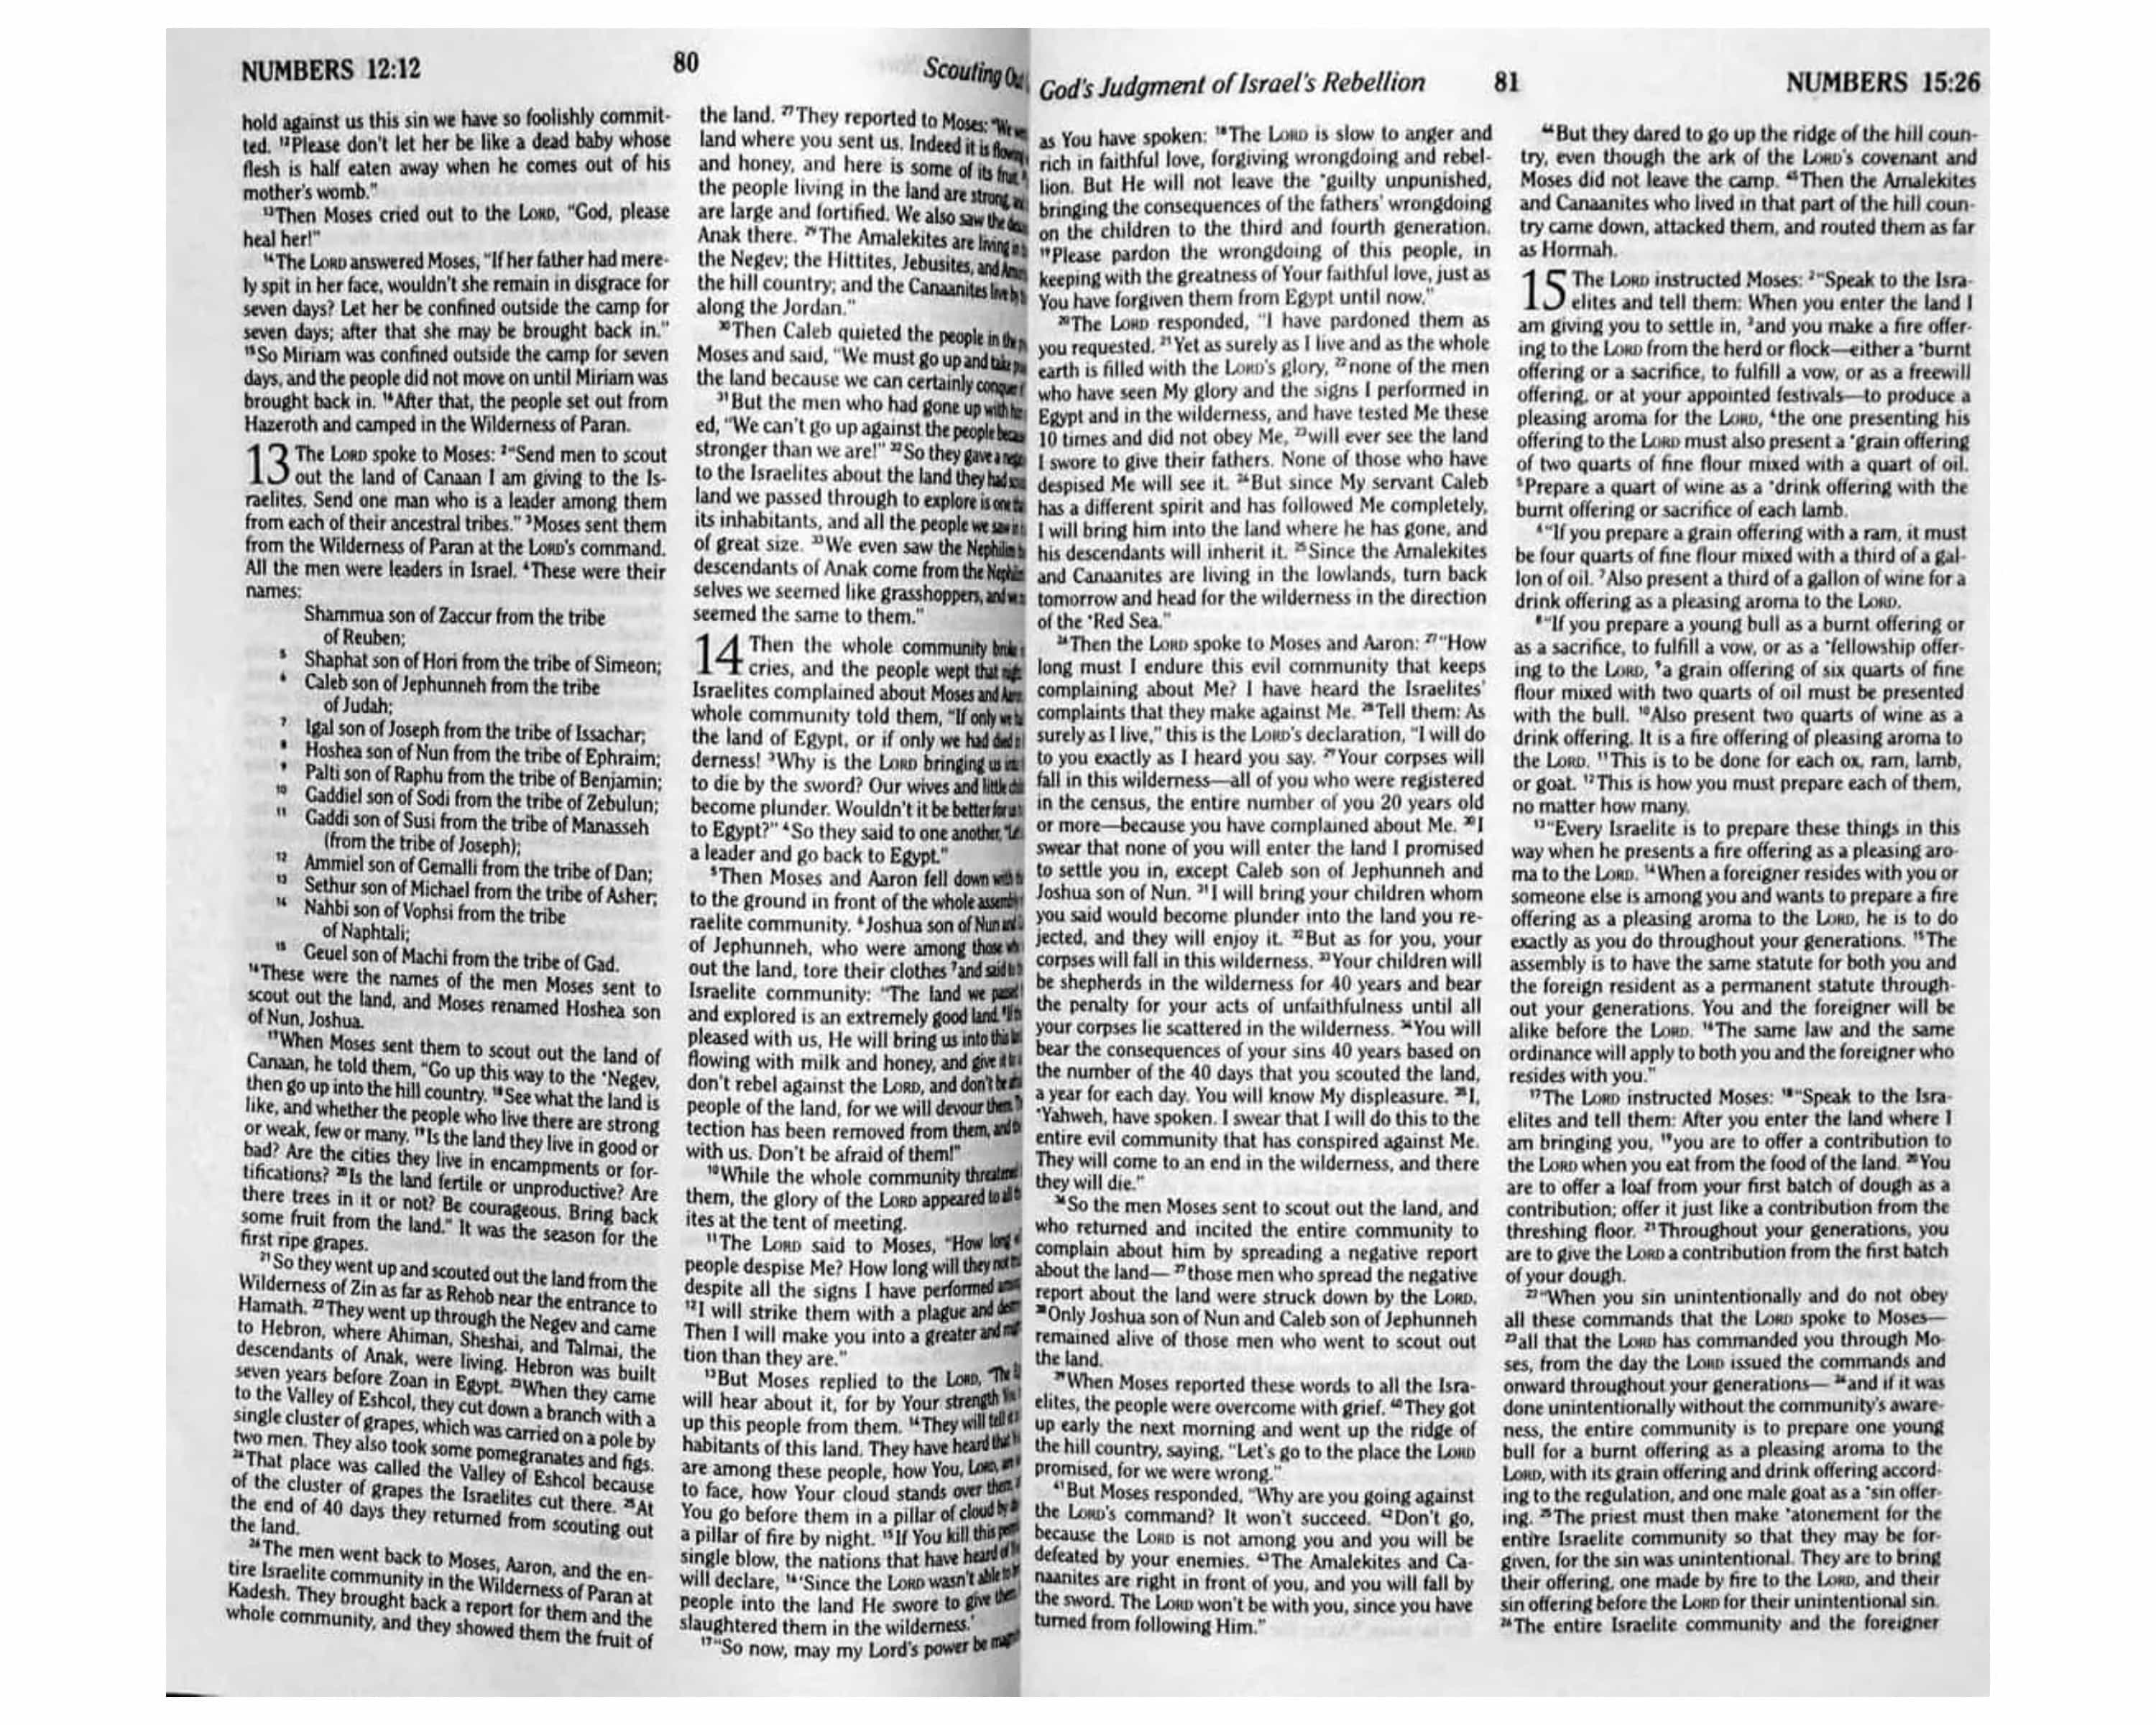 NUMBERS 12:12
80
Scouting
hold against us this sin we have so foolishly commit-
ted. ¹²Please don't let her be like a dead baby whose
flesh is half eaten away when he comes out of his
mother's womb."
¹³Then Moses cried out to the LORD, "God, please
heal her!"
¹⁴The LORD answered Moses, "If her father had mere-
ly spit in her face, wouldn't she remain in disgrace for
seven days? Let her be confined outside the camp for
seven days; after that she may be brought back in."
¹⁵So Miriam was confined outside the camp for seven
days, and the people did not move on until Miriam was
brought back in. ¹⁶After that, the people set out from
Hazeroth and camped in the Wilderness of Paran.
13 The LORD spoke to Moses: ²"Send men to scout
out the land of Canaan I am giving to the Is-
raelites. Send one man who is a leader among them
from each of their ancestral tribes." ³Moses sent them
from the Wilderness of Paran at the LORD's command.
All the men were leaders in Israel. ⁴These were their
names:
Shammua son of Zaccur from the tribe
of Reuben;
⁵ Shaphat son of Hori from the tribe of Simeon;
⁶ Caleb son of Jephunneh from the tribe
of Judah;
⁷ Igal son of Joseph from the tribe of Issachar;
⁸ Hoshea son of Nun from the tribe of Ephraim;
⁹ Palti son of Raphu from the tribe of Benjamin;
¹⁰ Gaddiel son of Sodi from the tribe of Zebulun;
¹¹ Gaddi son of Susi from the tribe of Manasseh
(from the tribe of Joseph);
¹² Ammiel son of Gemalli from the tribe of Dan;
¹³ Sethur son of Michael from the tribe of Asher;
¹⁴ Nahbi son of Vophsi from the tribe
of Naphtali;
¹⁵ Geuel son of Machi from the tribe of Gad.
¹⁶These were the names of the men Moses sent to
scout out the land, and Moses renamed Hoshea son
of Nun, Joshua.
¹⁷When Moses sent them to scout out the land of
Canaan, he told them, "Go up this way to the *Negev,
then go up into the hill country. ¹⁸See what the land is
like, and whether the people who live there are strong
or weak, few or many. ¹⁹Is the land they live in good or
bad? Are the cities they live in encampments or for-
tifications? ²⁰Is the land fertile or unproductive? Are
there trees in it or not? Be courageous. Bring back
some fruit from the land." It was the season for the
first ripe grapes.
²¹So they went up and scouted out the land from the
Wilderness of Zin as far as Rehob near the entrance to
Hamath. ²²They went up through the Negev and came
to Hebron, where Ahiman, Sheshai, and Talmai, the
descendants of Anak, were living. Hebron was built
seven years before Zoan in Egypt. ²³When they came
to the Valley of Eshcol, they cut down a branch with a
single cluster of grapes, which was carried on a pole by
two men. They also took some pomegranates and figs.
²⁴That place was called the Valley of Eshcol because
of the cluster of grapes the Israelites cut there. ²⁵At
the end of 40 days they returned from scouting out
the land.
²⁶The men went back to Moses, Aaron, and the en-
tire Israelite community in the Wilderness of Paran at
Kadesh. They brought back a report for them and the
whole community, and they showed them the fruit of
the land. ²⁷They reported to Moses: "We
land where you sent us. Indeed it is flowing
and honey, and here is some of its fruit.
the people living in the land are strong,
are large and fortified. We also saw the
Anak there. ²⁹The Amalekites are living in
the Negev; the Hittites, Jebusites, and
the hill country; and the Canaanites live by
along the Jordan."
³⁰Then Caleb quieted the people in the
Moses and said, "We must go up and take
the land because we can certainly conquer
³¹But the men who had gone up with
ed, "We can't go up against the people
stronger than we are!" ³²So they gave a
to the Israelites about the land they had
land we passed through to explore is one
its inhabitants, and all the people we saw in
of great size. ³³We even saw the Nephilim
descendants of Anak come from the
selves we seemed like grasshoppers, and
seemed the same to them."
14 Then the whole community broke
cries, and the people wept that
Israelites complained about Moses and
whole community told them, "If only we
the land of Egypt, or if only we had died
derness! ³Why is the LORD bringing us
to die by the sword? Our wives and little
become plunder. Wouldn't it be better for
to Egypt?" ⁴So they said to one another,
a leader and go back to Egypt."
⁵Then Moses and Aaron fell down with
to the ground in front of the whole
raelite community. ⁶Joshua son of Nun and
of Jephunneh, who were among those
out the land, tore their clothes ⁷and said to
Israelite community: "The land we
and explored is an extremely good land.
pleased with us, He will bring us into this
flowing with milk and honey, and give it to
don't rebel against the LORD, and don't be
people of the land, for we will devour them.
tection has been removed from them, and
with us. Don't be afraid of them!"
¹⁰While the whole community threatened
them, the glory of the LORD appeared to all
ites at the tent of meeting.
¹¹The LORD said to Moses, "How long
people despise Me? How long will they not
despite all the signs I have performed
¹²I will strike them with a plague and
Then I will make you into a greater and
tion than they are."
¹³But Moses replied to the LORD, "The
will hear about it, for by Your strength
up this people from them. ¹⁴They will tell
habitants of this land. They have heard that
are among these people, how You, LORD,
to face, how Your cloud stands over them,
You go before them in a pillar of cloud by
a pillar of fire by night. ¹⁵If You kill this
single blow, the nations that have heard of
will declare, ¹⁶'Since the LORD wasn't able to
people into the land He swore to give them,
slaughtered them in the wilderness.'
¹⁷"So now, may my Lord's power be
God's Judgment of Israel's Rebellion
81
NUMBERS 15:26
as You have spoken: ¹⁸The LORD is slow to anger and
rich in faithful love, forgiving wrongdoing and rebel-
lion. But He will not leave the *guilty unpunished,
bringing the consequences of the fathers' wrongdoing
on the children to the third and fourth generation.
¹⁹Please pardon the wrongdoing of this people, in
keeping with the greatness of Your faithful love, just as
You have forgiven them from Egypt until now."
²⁰The LORD responded, "I have pardoned them as
you requested. ²¹Yet as surely as I live and as the whole
earth is filled with the LORD's glory, ²²none of the men
who have seen My glory and the signs I performed in
Egypt and in the wilderness, and have tested Me these
10 times and did not obey Me, ²³will ever see the land
I swore to give their fathers. None of those who have
despised Me will see it. ²⁴But since My servant Caleb
has a different spirit and has followed Me completely,
I will bring him into the land where he has gone, and
his descendants will inherit it. ²⁵Since the Amalekites
and Canaanites are living in the lowlands, turn back
tomorrow and head for the wilderness in the direction
of the *Red Sea."
²⁶Then the LORD spoke to Moses and Aaron: ²⁷"How
long must I endure this evil community that keeps
complaining about Me? I have heard the Israelites'
complaints that they make against Me. ²⁸Tell them: As
surely as I live," this is the LORD's declaration, "I will do
to you exactly as I heard you say. ²⁹Your corpses will
fall in this wilderness—all of you who were registered
in the census, the entire number of you 20 years old
or more—because you have complained about Me. ³⁰I
swear that none of you will enter the land I promised
to settle you in, except Caleb son of Jephunneh and
Joshua son of Nun. ³¹I will bring your children whom
you said would become plunder into the land you re-
jected, and they will enjoy it. ³²But as for you, your
corpses will fall in this wilderness. ³³Your children will
be shepherds in the wilderness for 40 years and bear
the penalty for your acts of unfaithfulness until all
your corpses lie scattered in the wilderness. ³⁴You will
bear the consequences of your sins 40 years based on
the number of the 40 days that you scouted the land,
a year for each day. You will know My displeasure. ³⁵I,
*Yahweh, have spoken. I swear that I will do this to the
entire evil community that has conspired against Me.
They will come to an end in the wilderness, and there
they will die."
³⁶So the men Moses sent to scout out the land, and
who returned and incited the entire community to
complain about him by spreading a negative report
about the land— ³⁷those men who spread the negative
report about the land were struck down by the LORD.
³⁸Only Joshua son of Nun and Caleb son of Jephunneh
remained alive of those men who went to scout out
the land.
³⁹When Moses reported these words to all the Isra-
elites, the people were overcome with grief. ⁴⁰They got
up early the next morning and went up the ridge of
the hill country, saying, "Let's go to the place the LORD
promised, for we were wrong."
⁴¹But Moses responded, "Why are you going against
the LORD's command? It won't succeed. ⁴²Don't go,
because the LORD is not among you and you will be
defeated by your enemies. ⁴³The Amalekites and Ca-
naanites are right in front of you, and you will fall by
the sword. The LORD won't be with you, since you have
turned from following Him."
⁴⁴But they dared to go up the ridge of the hill coun-
try, even though the ark of the LORD's covenant and
Moses did not leave the camp. ⁴⁵Then the Amalekites
and Canaanites who lived in that part of the hill coun-
try came down, attacked them, and routed them as far
as Hormah.
15 The LORD instructed Moses: ²"Speak to the Isra-
elites and tell them: When you enter the land I
am giving you to settle in, ³and you make a fire offer-
ing to the LORD from the herd or flock—either a *burnt
offering or a sacrifice, to fulfill a vow, or as a freewill
offering, or at your appointed festivals—to produce a
pleasing aroma for the LORD, ⁴the one presenting his
offering to the LORD must also present a *grain offering
of two quarts of fine flour mixed with a quart of oil.
⁵Prepare a quart of wine as a *drink offering with the
burnt offering or sacrifice of each lamb.
⁶"If you prepare a grain offering with a ram, it must
be four quarts of fine flour mixed with a third of a gal-
lon of oil. ⁷Also present a third of a gallon of wine for a
drink offering as a pleasing aroma to the LORD.
⁸"If you prepare a young bull as a burnt offering or
as a sacrifice, to fulfill a vow, or as a *fellowship offer-
ing to the LORD, ⁹a grain offering of six quarts of fine
flour mixed with two quarts of oil must be presented
with the bull. ¹⁰Also present two quarts of wine as a
drink offering. It is a fire offering of pleasing aroma to
the LORD. ¹¹This is to be done for each ox, ram, lamb,
or goat. ¹²This is how you must prepare each of them,
no matter how many.
¹³"Every Israelite is to prepare these things in this
way when he presents a fire offering as a pleasing aro-
ma to the LORD. ¹⁴When a foreigner resides with you or
someone else is among you and wants to prepare a fire
offering as a pleasing aroma to the LORD, he is to do
exactly as you do throughout your generations. ¹⁵The
assembly is to have the same statute for both you and
the foreign resident as a permanent statute through-
out your generations. You and the foreigner will be
alike before the LORD. ¹⁶The same law and the same
ordinance will apply to both you and the foreigner who
resides with you."
¹⁷The LORD instructed Moses: ¹⁸"Speak to the Isra-
elites and tell them: After you enter the land where I
am bringing you, ¹⁹you are to offer a contribution to
the LORD when you eat from the food of the land. ²⁰You
are to offer a loaf from your first batch of dough as a
contribution; offer it just like a contribution from the
threshing floor. ²¹Throughout your generations, you
are to give the LORD a contribution from the first batch
of your dough.
²²"When you sin unintentionally and do not obey
all these commands that the LORD spoke to Moses—
²³all that the LORD has commanded you through Mo-
ses, from the day the LORD issued the commands and
onward throughout your generations— ²⁴and if it was
done unintentionally without the community's aware-
ness, the entire community is to prepare one young
bull for a burnt offering as a pleasing aroma to the
LORD, with its grain offering and drink offering accord-
ing to the regulation, and one male goat as a *sin offer-
ing. ²⁵The priest must then make *atonement for the
entire Israelite community so that they may be for-
given, for the sin was unintentional. They are to bring
their offering, one made by fire to the LORD, and their
sin offering before the LORD for their unintentional sin.
²⁶The entire Israelite community and the foreigner